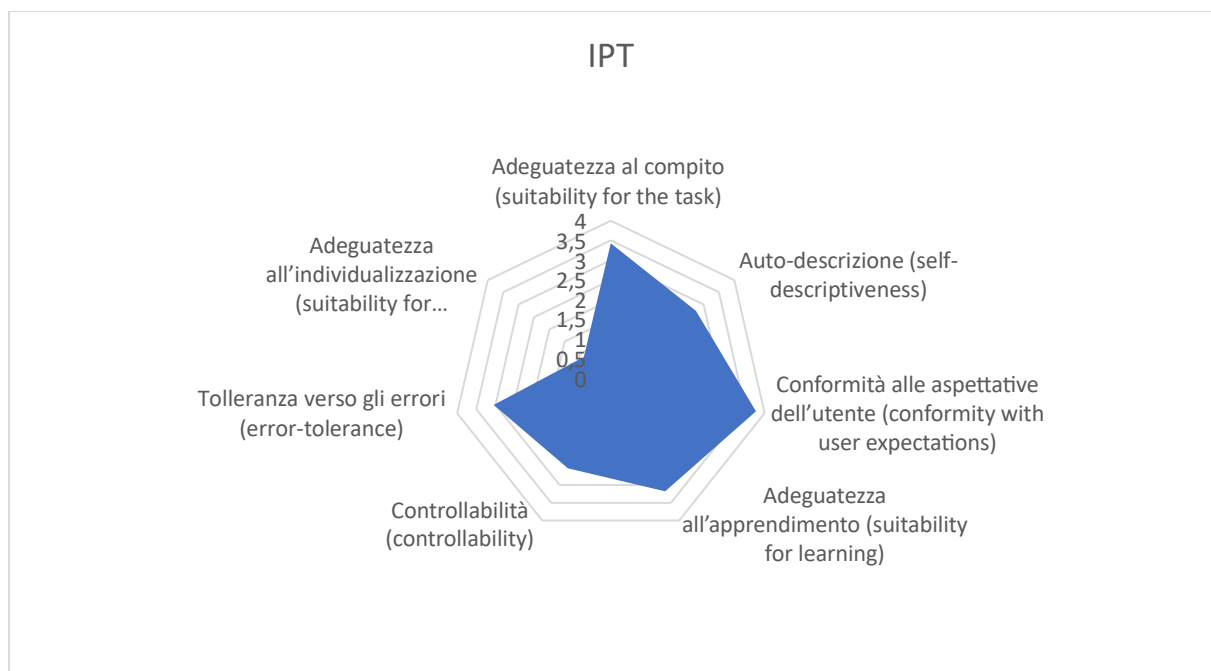 IPT
Adeguatezza al compito
(suitability for the task)
4
3,5
3
2,5
2
1,5
1
0,5
0
Auto-descrizione (self-
descriptiveness)
Conformità alle aspettative
dell’utente (conformity with
user expectations)
Adeguatezza
all’apprendimento (suitability
for learning)
Controllabilità
(controllability)
Tolleranza verso gli errori
(error-tolerance)
Adeguatezza
all’individualizzazione
(suitability for...